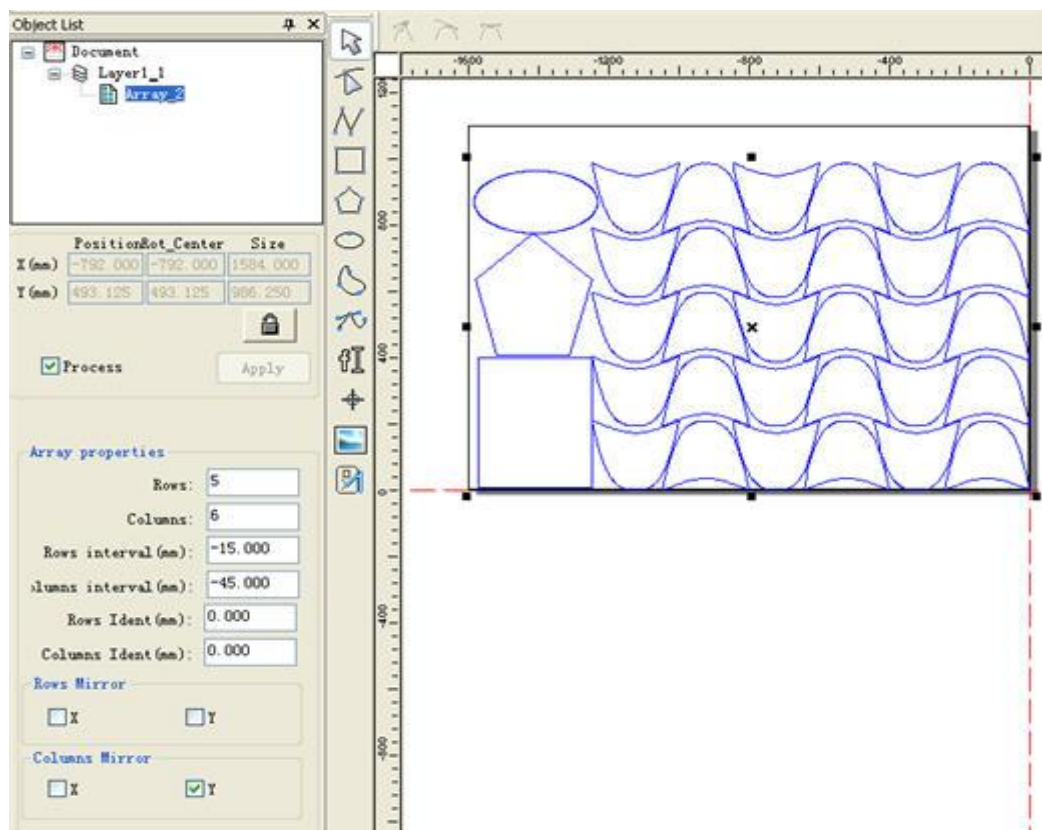 Object List
Document
Layer1_1
Array_2
Position Rot_Center Size
X(mm) -792.000 -792.000 1584.000
Y(mm) 493.125 493.125 986.250
Process Apply
Array properties
Rows: 5
Columns: 6
Rows interval(mm): -15.000
lumns interval(mm): -45.000
Rows Ident(mm): 0.000
Columns Ident(mm): 0.000
Rows Mirror
X Y
Columns Mirror
X Y
-1600 -1200 -800 -400 0
800
400
0
-400
-800